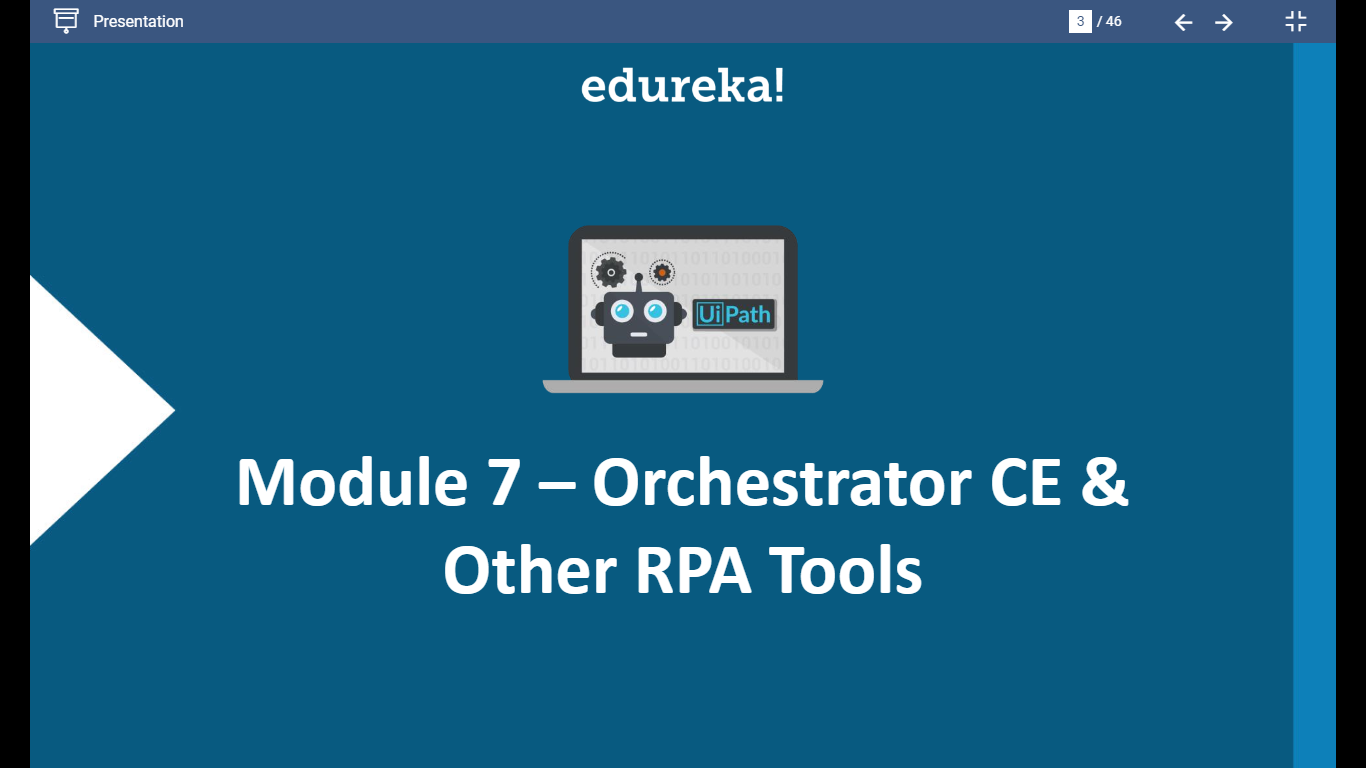 Presentation
3 / 46
edureka!
UiPath
Module 7 – Orchestrator CE &
Other RPA Tools